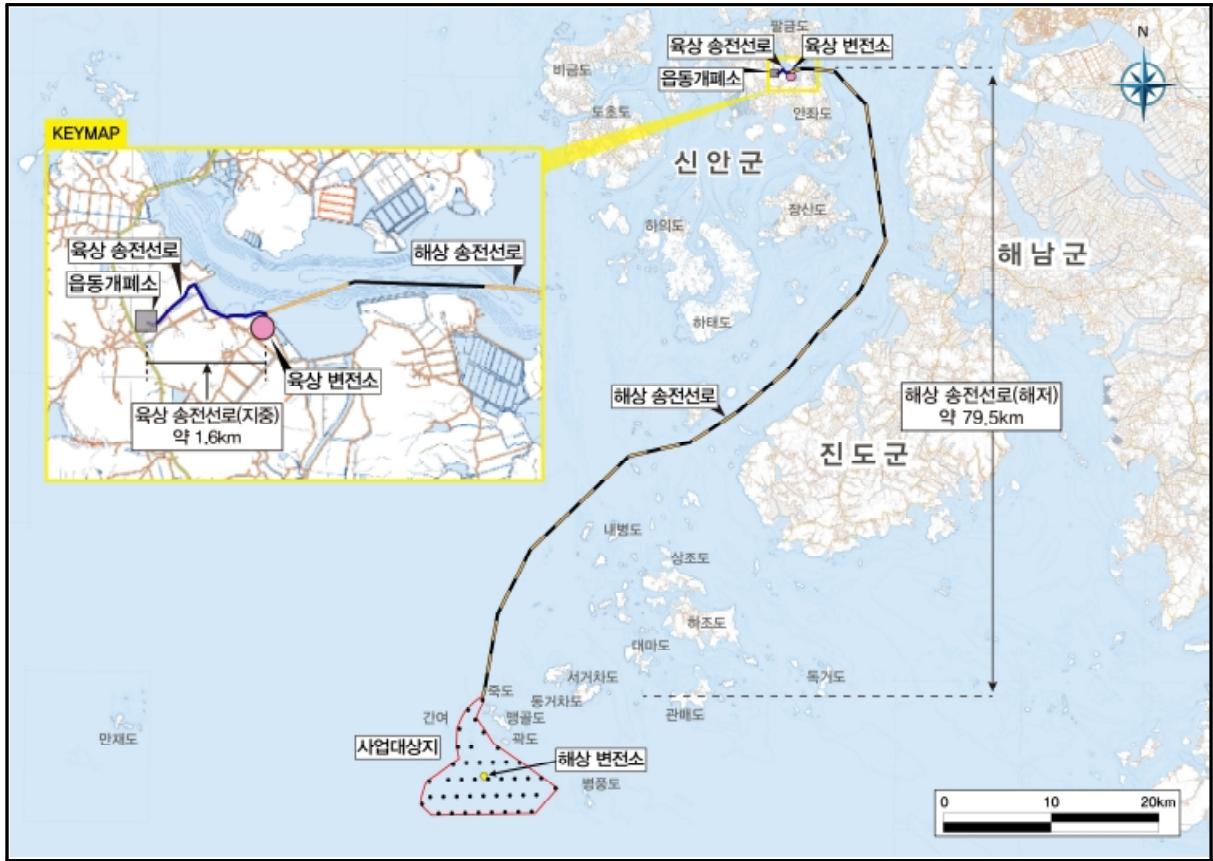 팔금도
육상 송전선로
육상 변전소
읍동개폐소
비금도
도초도
안좌도
N
신안군
장산도
하의도
하태도
해남군
KEYMAP
육상 송전선로
읍동개폐소
해상 송전선로
육상 변전소
육상 송전선로(지중)
약 1.6km
해상 송전선로
해상 송전선로(해저)
약 79.5km
진도군
내병도
상조도
하조도
대마도
서거차도
독거도
죽도
동거차도
관매도
간여
맹골도
만재도
사업대상지
곽도
해상 변전소
병풍도
0 10 20km